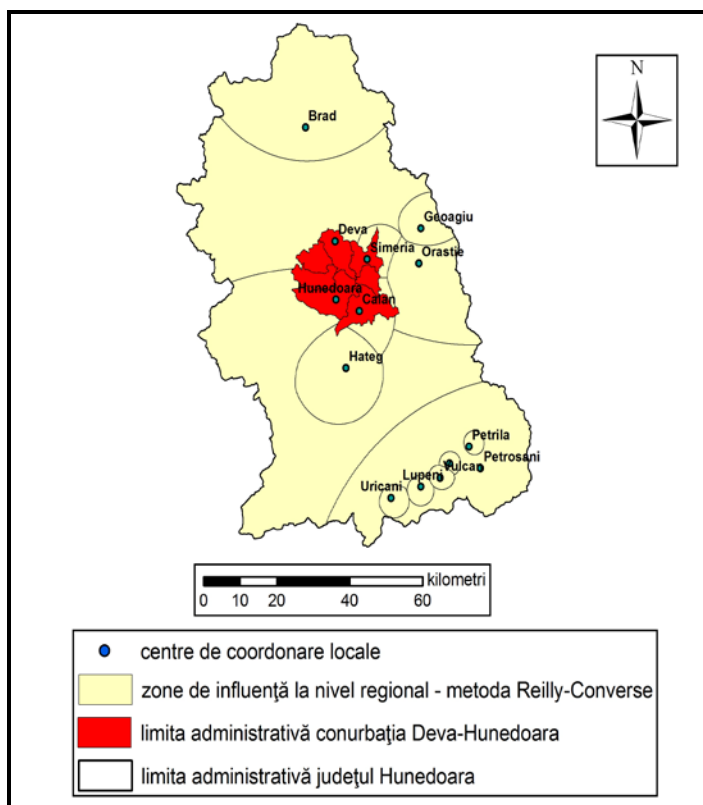 N
Brad
Geoagiu
Deva
Simeria
Orastie
Hunedoara
Calan
Hateg
Petrila
Petrosani
Vulcan
Lupeni
Uricani
kilometri
0 10 20 40 60
centre de coordonare locale
zone de influenţă la nivel regional - metoda Reilly-Converse
limita administrativă conurbaţia Deva-Hunedoara
limita administrativă judeţul Hunedoara